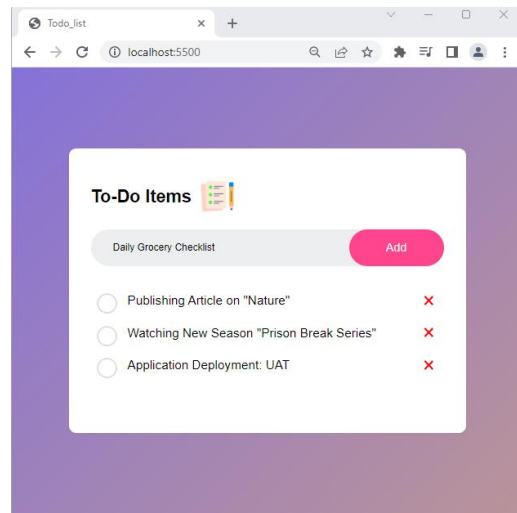 Todo_list
localhost:5500
To-Do Items
Daily Grocery Checklist
Add
Publishing Article on "Nature"
Watching New Season "Prison Break Series"
Application Deployment: UAT